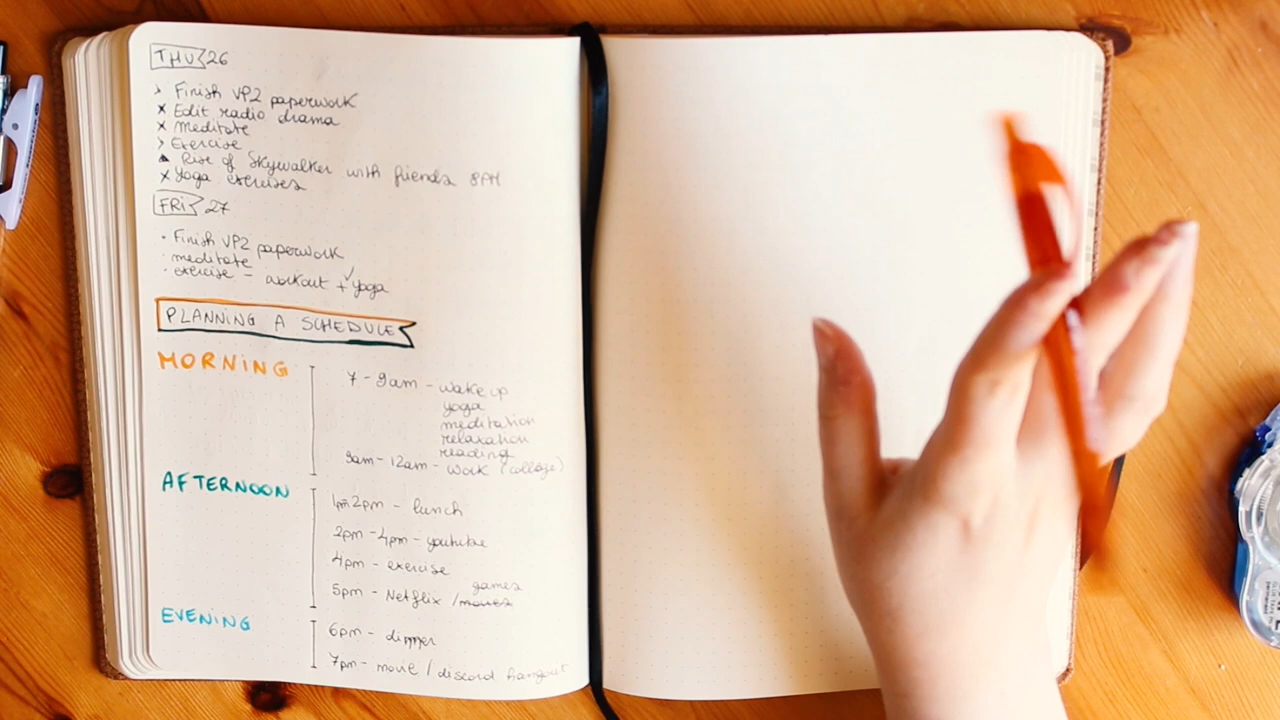 THU 26
› Finish VP2 paperwork
× Edit radio drama
× Meditate
› Exercise
▲ Rise of Skywalker with friends 8PM
× Yoga exercises
FRI 27
· Finish VP2 paperwork
· meditate
· exercise - workout + yoga
PLANNING A SCHEDULE
MORNING
7 - 9am - wake up
yoga
meditation
relaxation
reading
9am - 12am - work (college)
AFTERNOON
1pm 2pm - lunch
2pm - 4pm - youtube
4pm - exercise
games
5pm - Netflix / movies
EVENING
6pm - dinner
7pm - movie / discord hangout